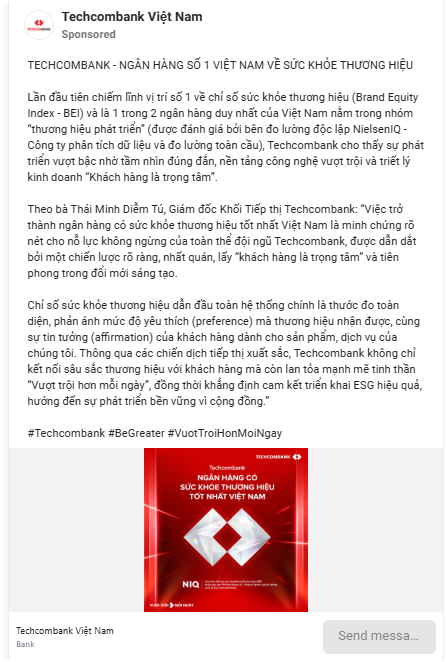 Techcombank Việt Nam
Sponsored
TECHCOMBANK - NGÂN HÀNG SỐ 1 VIỆT NAM VỀ SỨC KHỎE THƯƠNG HIỆU
Lần đầu tiên chiếm lĩnh vị trí số 1 về chỉ số sức khỏe thương hiệu (Brand Equity
Index - BEI) và là 1 trong 2 ngân hàng duy nhất của Việt Nam nằm trong nhóm
“thương hiệu phát triển” (được đánh giá bởi bên đo lường độc lập NielsenIQ -
Công ty phân tích dữ liệu và đo lường toàn cầu), Techcombank cho thấy sự phát
triển vượt bậc nhờ tầm nhìn đúng đắn, nền tảng công nghệ vượt trội và triết lý
kinh doanh “Khách hàng là trọng tâm”.
Theo bà Thái Minh Diễm Tú, Giám đốc Khối Tiếp thị Techcombank: “Việc trở
thành ngân hàng có sức khỏe thương hiệu tốt nhất Việt Nam là minh chứng rõ
nét cho nỗ lực không ngừng của toàn thể đội ngũ Techcombank, được dẫn dắt
bởi một chiến lược rõ ràng, nhất quán, lấy “khách hàng là trọng tâm” và tiên
phong trong đổi mới sáng tạo.
Chỉ số sức khỏe thương hiệu dẫn đầu toàn hệ thống chính là thước đo toàn
diện, phản ánh mức độ yêu thích (preference) mà thương hiệu nhận được, cùng
sự tin tưởng (affirmation) của khách hàng dành cho sản phẩm, dịch vụ của
chúng tôi. Thông qua các chiến dịch tiếp thị xuất sắc, Techcombank không chỉ
kết nối sâu sắc thương hiệu với khách hàng mà còn lan tỏa mạnh mẽ tinh thần
“Vượt trội hơn mỗi ngày”, đồng thời khẳng định cam kết triển khai ESG hiệu quả,
hướng đến sự phát triển bền vững vì cộng đồng.”
#Techcombank #BeGreater #VuotTroiHonMoiNgay
TECHCOMBANK
Techcombank
NGÂN HÀNG CÓ
SỨC KHỎE THƯƠNG HIỆU
TỐT NHẤT VIỆT NAM
NIQ
VƯỢT TRỘI MỖI NGÀY
Techcombank Việt Nam
Bank
Send messa...